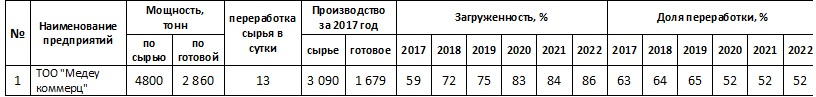 № Наименование предприятий Мощность, тонн переработка сырья в сутки Производство за 2017 год Загруженность, % Доля переработки, %
по сырью по готовой сырье готовое 2017 2018 2019 2020 2021 2022 2017 2018 2019 2020 2021 2022
1 ТОО "Медеу коммерц" 4800 2 860 13 3 090 1 679 59 72 75 83 84 86 63 64 65 52 52 52